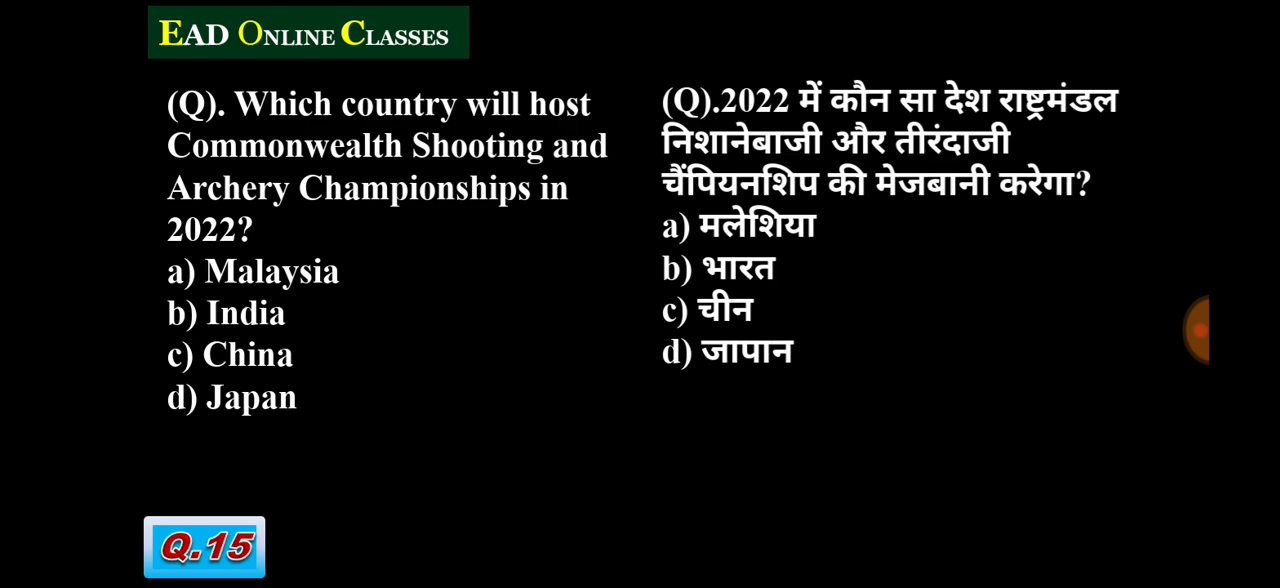 EAD ONLINE CLASSES
(Q). Which country will host
Commonwealth Shooting and
Archery Championships in
2022?
a) Malaysia
b) India
c) China
d) Japan
(Q).2022 में कौन सा देश राष्ट्रमंडल
निशानेबाजी और तीरंदाजी
चैंपियनशिप की मेजबानी करेगा?
a) मलेशिया
b) भारत
c) चीन
d) जापान
Q.15